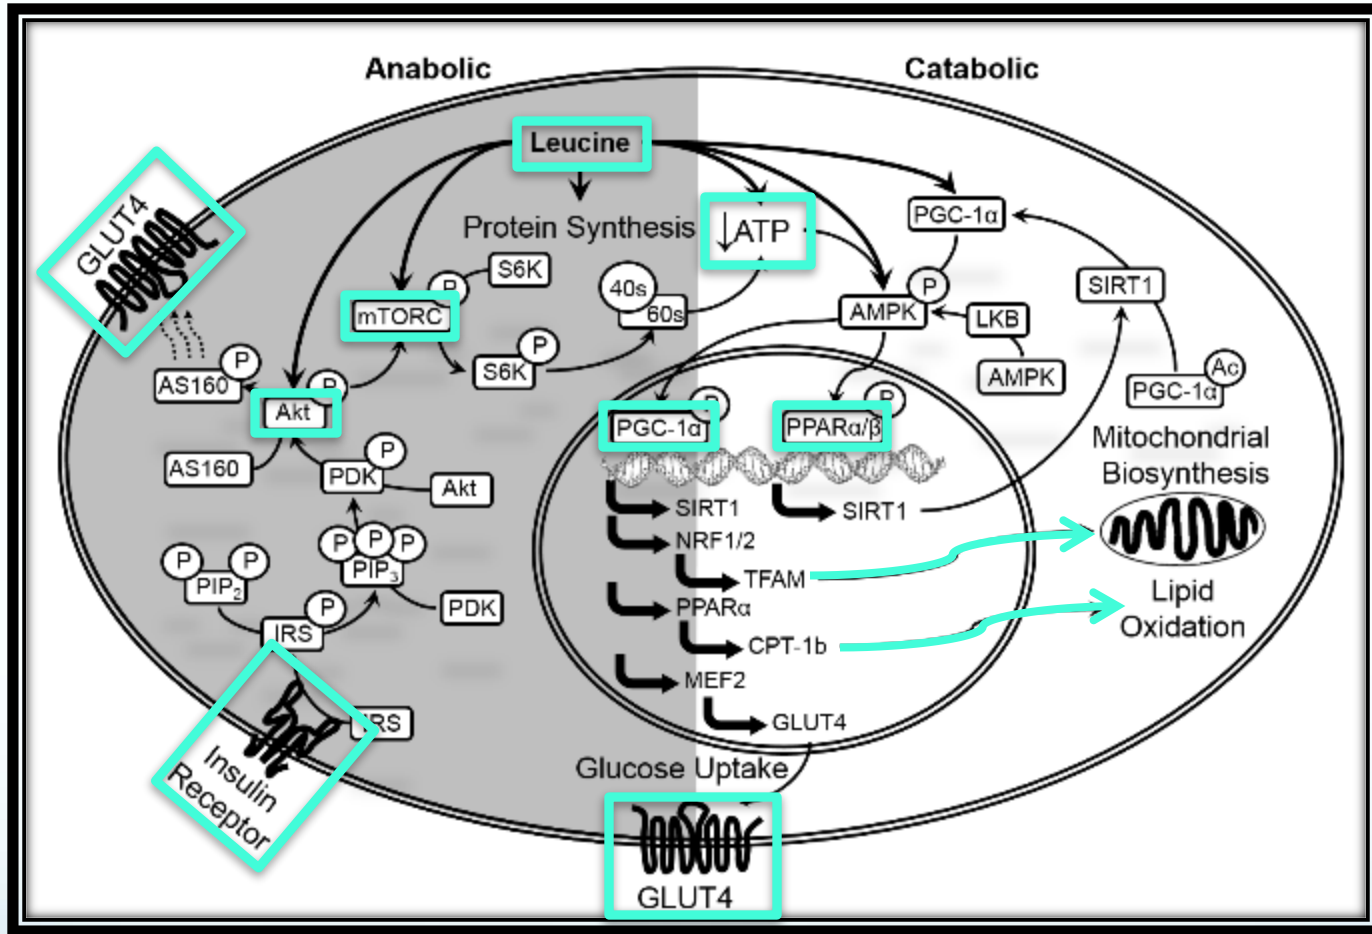 Anabolic
Catabolic
Leucine
Protein Synthesis
↓ATP
PGC-1α
GLUT4
S6K
P
mTORC
40s
60s
P
AMPK
LKB
SIRT1
AMPK
Ac
PGC-1α
P
S6K
P
AS160
P
Akt
P
PGC-1α
P
PPARα/β
Mitochondrial
Biosynthesis
AS160
P
PDK
Akt
SIRT1
SIRT1
NRF1/2
P
P
P
PIP3
P
P
PIP2
TFAM
Lipid
Oxidation
PPARα
PDK
P
IRS
CPT-1b
MEF2
IRS
GLUT4
Insulin
Receptor
Glucose Uptake
GLUT4